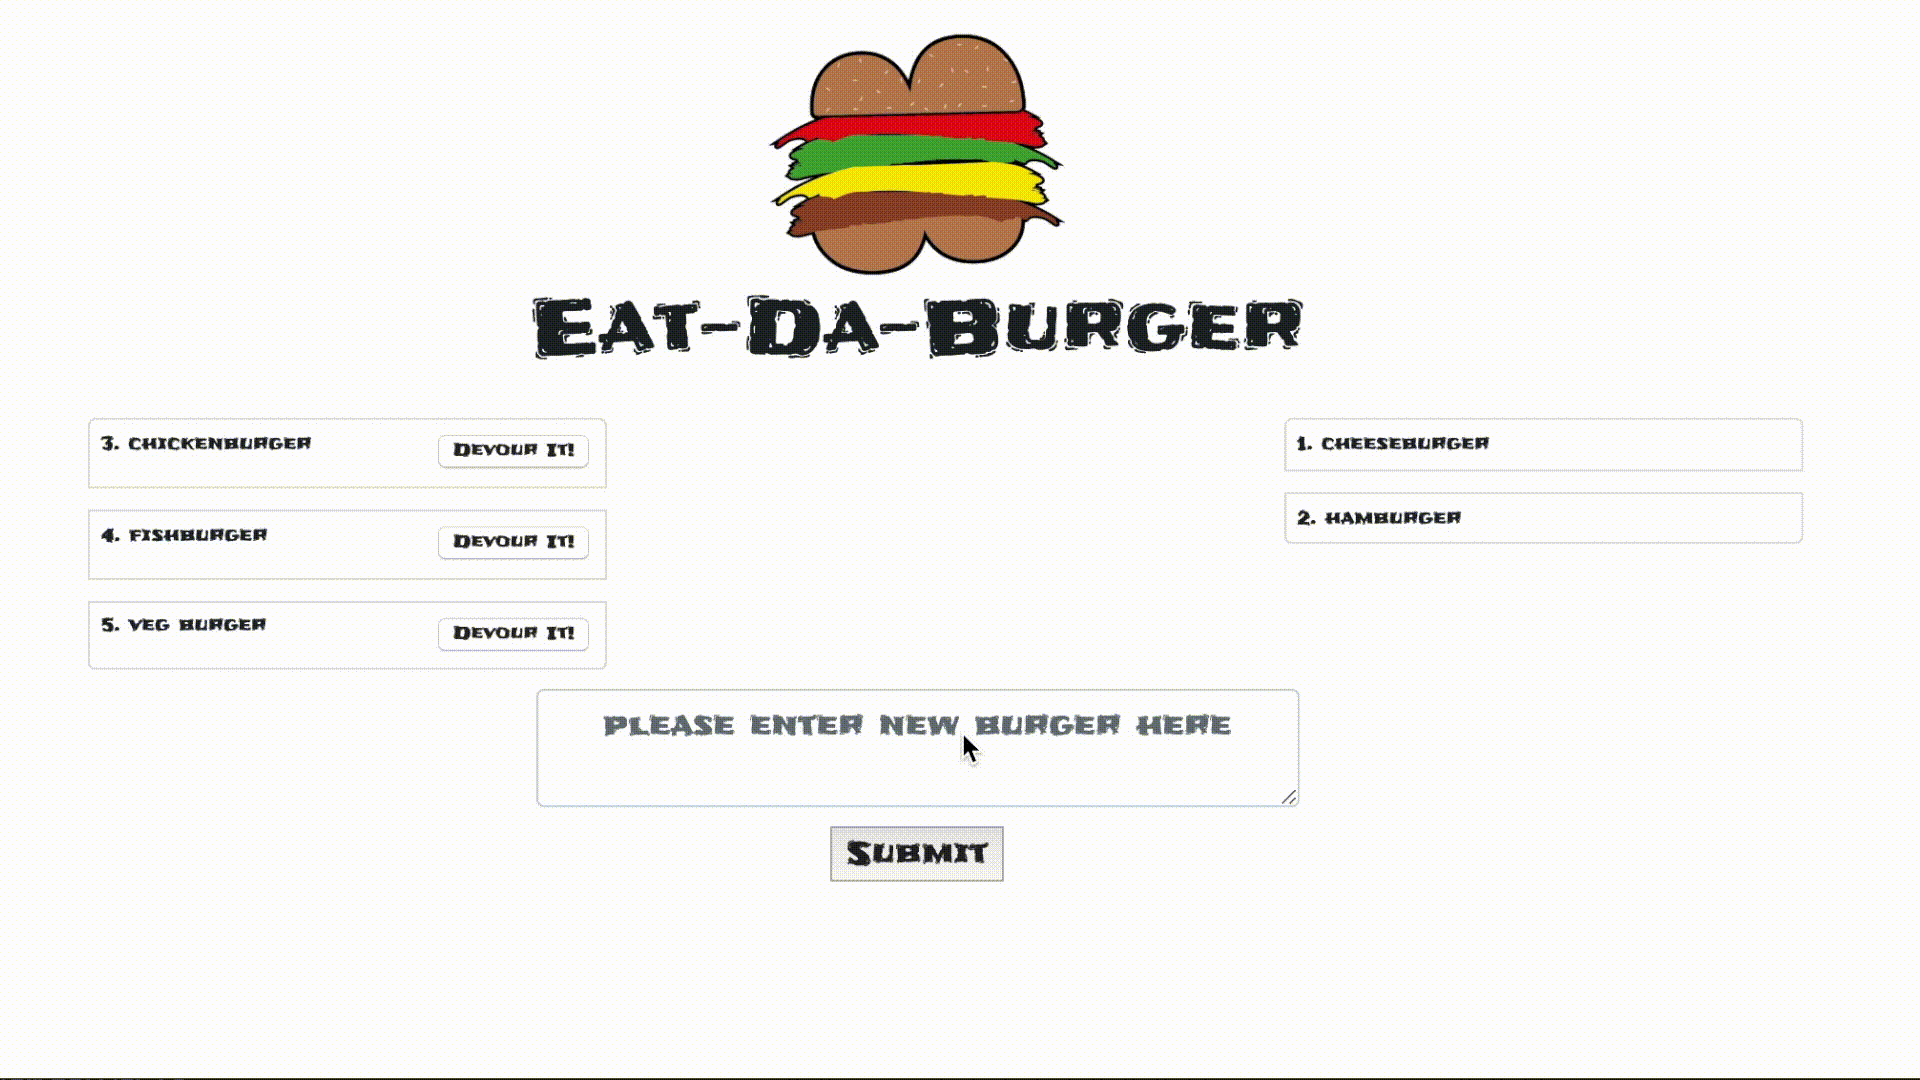 Eat-Da-Burger
3. chickenburger
Devour It!
4. fishburger
Devour It!
5. veg burger
Devour It!
1. cheeseburger
2. hamburger
please enter new burger here
Submit